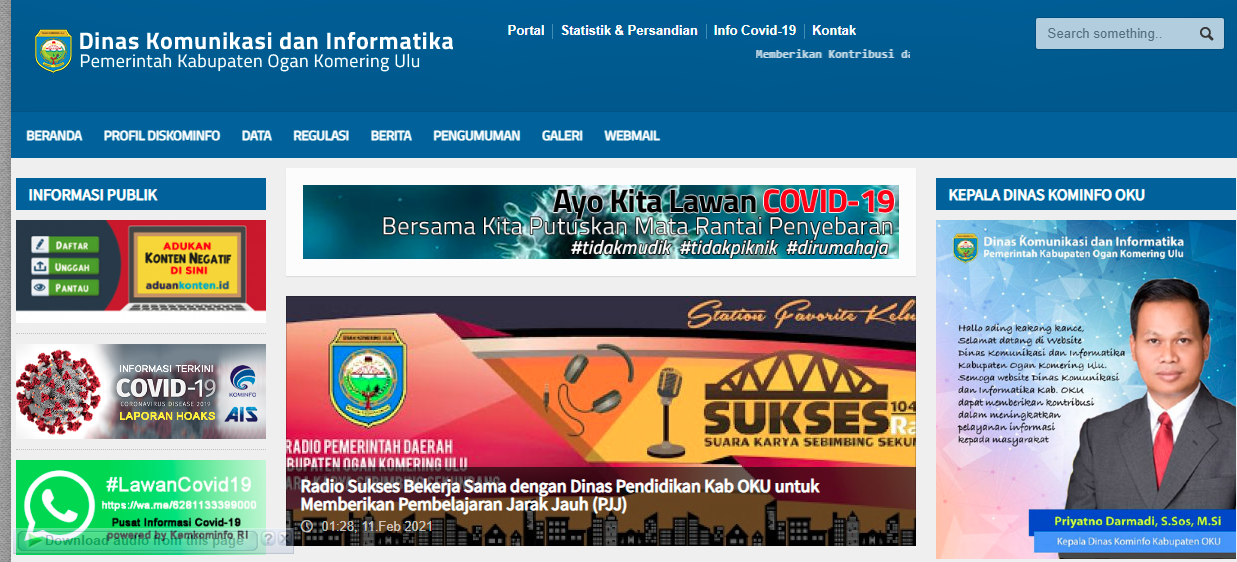 Dinas Komunikasi dan Informatika
Pemerintah Kabupaten Ogan Komering Ulu
Portal
Statistik & Persandian
Info Covid-19
Kontak
Memberikan Kontribusi da
Search something..
BERANDA
PROFIL DISKOMINFO
DATA
REGULASI
BERITA
PENGUMUMAN
GALERI
WEBMAIL
INFORMASI PUBLIK
DAFTAR
UNGGAH
PANTAU
ADUKAN
KONTEN NEGATIF
DI SINI
aduankonten.id
INFORMASI TERKINI
COVID-19
CORONAVIRUS DISEASE 2019
LAPORAN HOAKS
KOMINFO
AIS
#LawanCovid19
https://wa.me/6281133399000
Pusat Informasi Covid-19
powered by Kemkominfo RI
Download audio from this page
?
Ayo Kita Lawan COVID-19
Bersama Kita Putuskan Mata Rantai Penyebaran
#tidakmudik #tidakpiknik #dirumahaja
Station Favorite Kelu
SUKSES
104
Ra
SUARA KARYA SEBIMBING SEKUN
RADIO PEMERINTAH DAERAH
BUPATEN OGAN KOMERING ULU
Radio Sukses Bekerja Sama dengan Dinas Pendidikan Kab OKU untuk
Memberikan Pembelajaran Jarak Jauh (PJJ)
01:28, 11.Feb 2021
KEPALA DINAS KOMINFO OKU
Dinas Komunikasi dan Informatika
Pemerintah Kabupaten Ogan Komering Ulu
Hallo ading kakang kance,
Selamat datang di Website
Dinas Komunikasi dan Informatika
Kabupaten Ogan Komering Ulu.
Semoga website Dinas Komunikasi
dan Informatika Kab. OKU
dapat memberikan kontribusi
dalam meningkatkan
pelayanan informasi
kepada masyarakat
Priyatno Darmadi, S.Sos, M.Si
Kepala Dinas Kominfo Kabupaten OKU